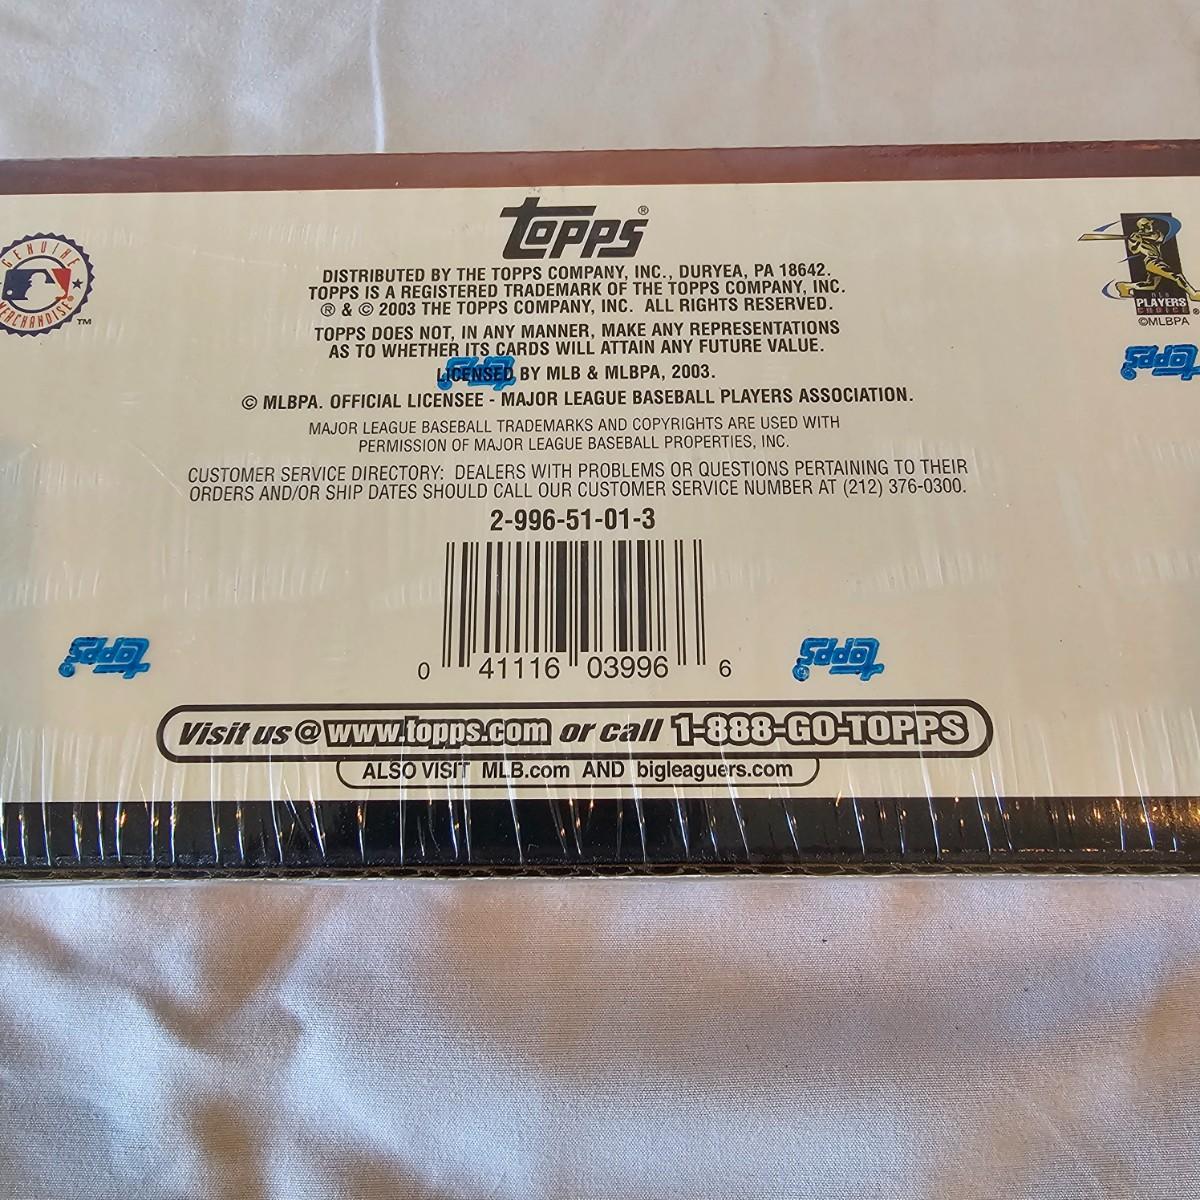 topps®
GENUINE
MERCHANDISE®
TM
DISTRIBUTED BY THE TOPPS COMPANY, INC., DURYEA, PA 18642.
TOPPS IS A REGISTERED TRADEMARK OF THE TOPPS COMPANY, INC.
® & © 2003 THE TOPPS COMPANY, INC. ALL RIGHTS RESERVED.
PLAYERS
CHOICE
®
©MLBPA
TOPPS DOES NOT, IN ANY MANNER, MAKE ANY REPRESENTATIONS
AS TO WHETHER ITS CARDS WILL ATTAIN ANY FUTURE VALUE.
topps
topps
LICENSED BY MLB & MLBPA, 2003.
© MLBPA. OFFICIAL LICENSEE - MAJOR LEAGUE BASEBALL PLAYERS ASSOCIATION.
MAJOR LEAGUE BASEBALL TRADEMARKS AND COPYRIGHTS ARE USED WITH
PERMISSION OF MAJOR LEAGUE BASEBALL PROPERTIES, INC.
CUSTOMER SERVICE DIRECTORY: DEALERS WITH PROBLEMS OR QUESTIONS PERTAINING TO THEIR
ORDERS AND/OR SHIP DATES SHOULD CALL OUR CUSTOMER SERVICE NUMBER AT (212) 376-0300.
2-996-51-01-3
0 41116 03996 6
topps®
topps®
Visit us @ www.topps.com or call 1-888-GO-TOPPS
ALSO VISIT MLB.com AND bigleaguers.com